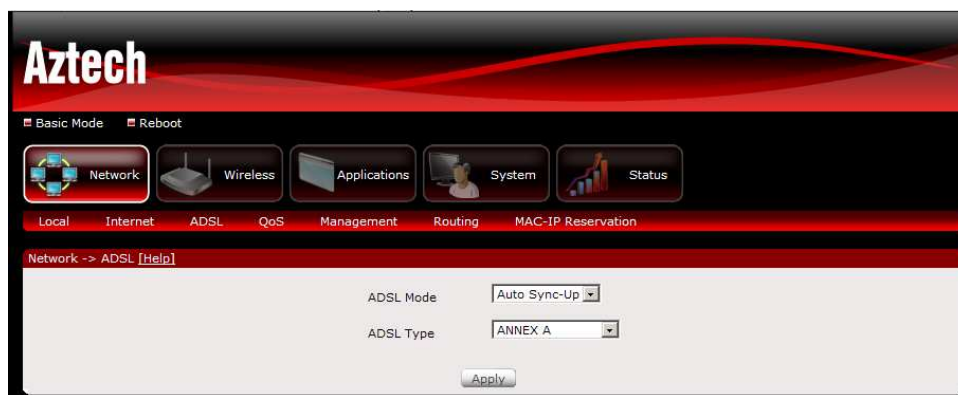 Aztech
Basic Mode Reboot
Network Wireless Applications System Status
Local Internet ADSL QoS Management Routing MAC-IP Reservation
Network -> ADSL [Help]
ADSL Mode Auto Sync-Up
ADSL Type ANNEX A
Apply